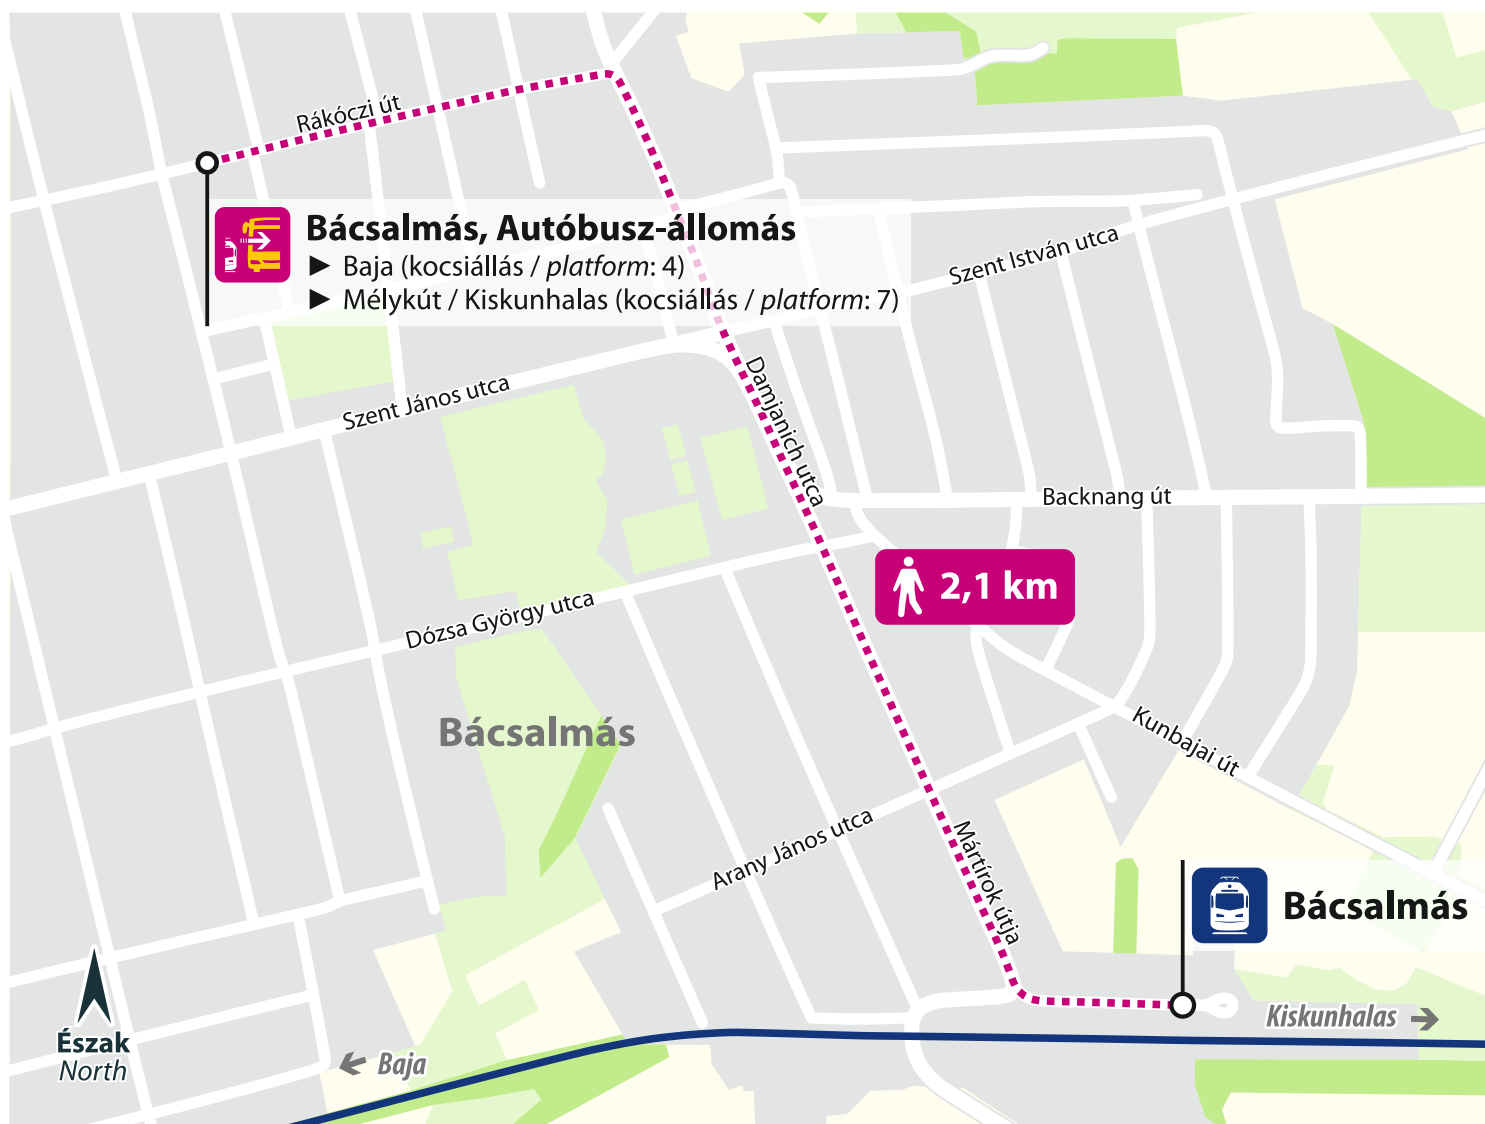 Rákóczi út
Bácsalmás, Autóbusz-állomás
► Baja (kocsiállás / platform: 4)
► Mélykút / Kiskunhalas (kocsiállás / platform: 7)
Szent István utca
Szent János utca
Damjanich utca
Backnang út
2,1 km
Dózsa György utca
Bácsalmás
Kunbajai út
Arany János utca
Mártírok útja
Bácsalmás
Kiskunhalas →
Észak
North
← Baja